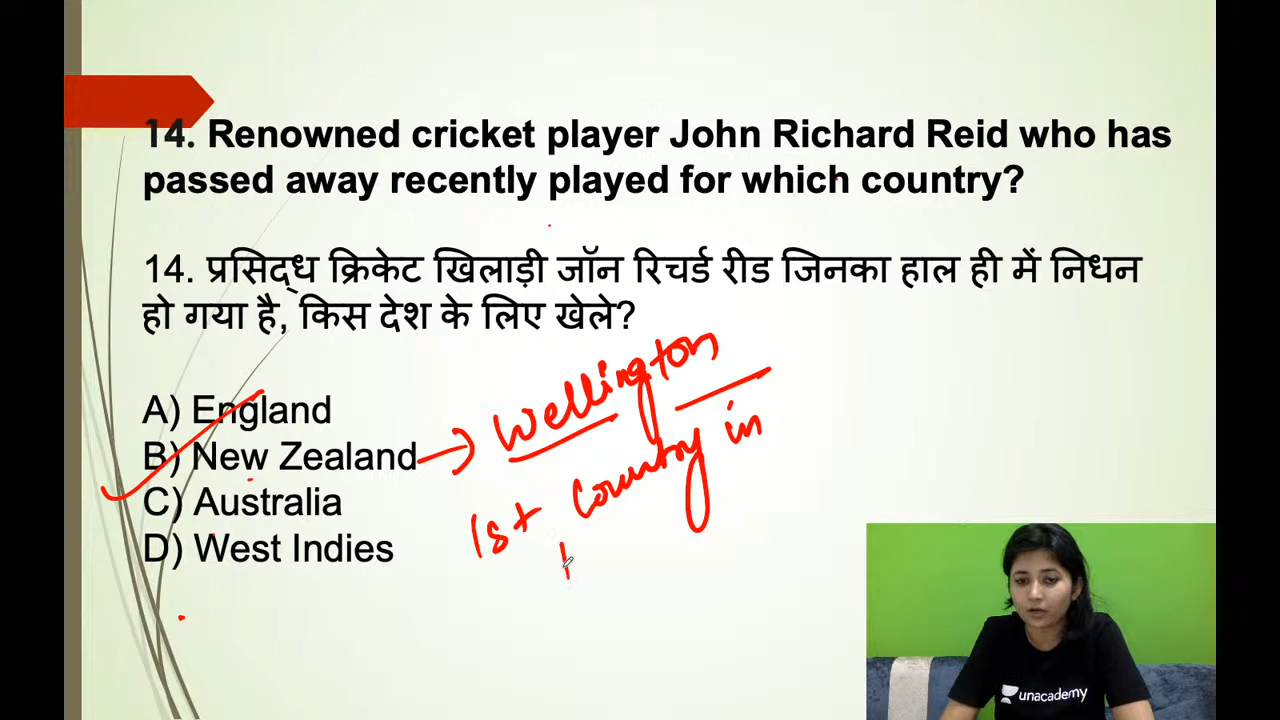 14. Renowned cricket player John Richard Reid who has
passed away recently played for which country?
14. प्रसिद्ध क्रिकेट खिलाड़ी जॉन रिचर्ड रीड जिनका हाल ही में निधन
हो गया है, किस देश के लिए खेले?
A) England
B) New Zealand
C) Australia
D) West Indies
Wellington
1st Country in
unacademy